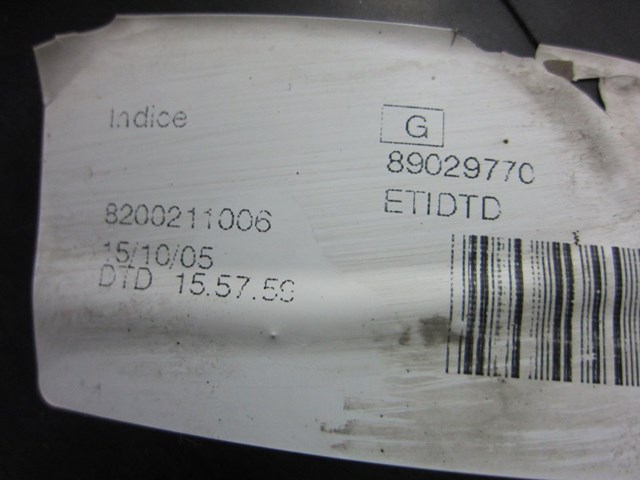 Indice
G
89029770
ETIDTD
8200211006
15/10/05
DTD 15.57.59